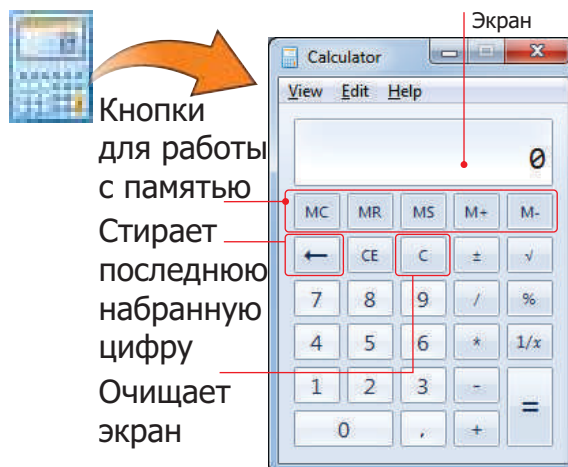 Экран
Calculator
View Edit Help
0
MC MR MS M+ M-
← CE C ± √
7 8 9 / %
4 5 6 * 1/x
1 2 3 - =
0 , +
Кнопки
для работы
с памятью
Стирает
последнюю
набранную
цифру
Очищает
экран